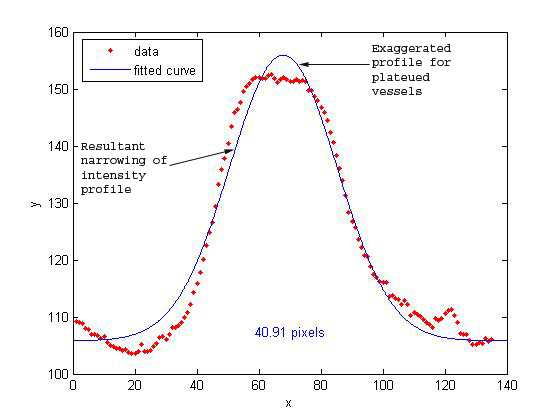 160
150
140
130
120
110
100
0
20
40
60
80
100
120
140
y
x
data
fitted curve
Exaggerated
profile for
plateued
vessels
Resultant
narrowing of
intensity
profile
40.91 pixels